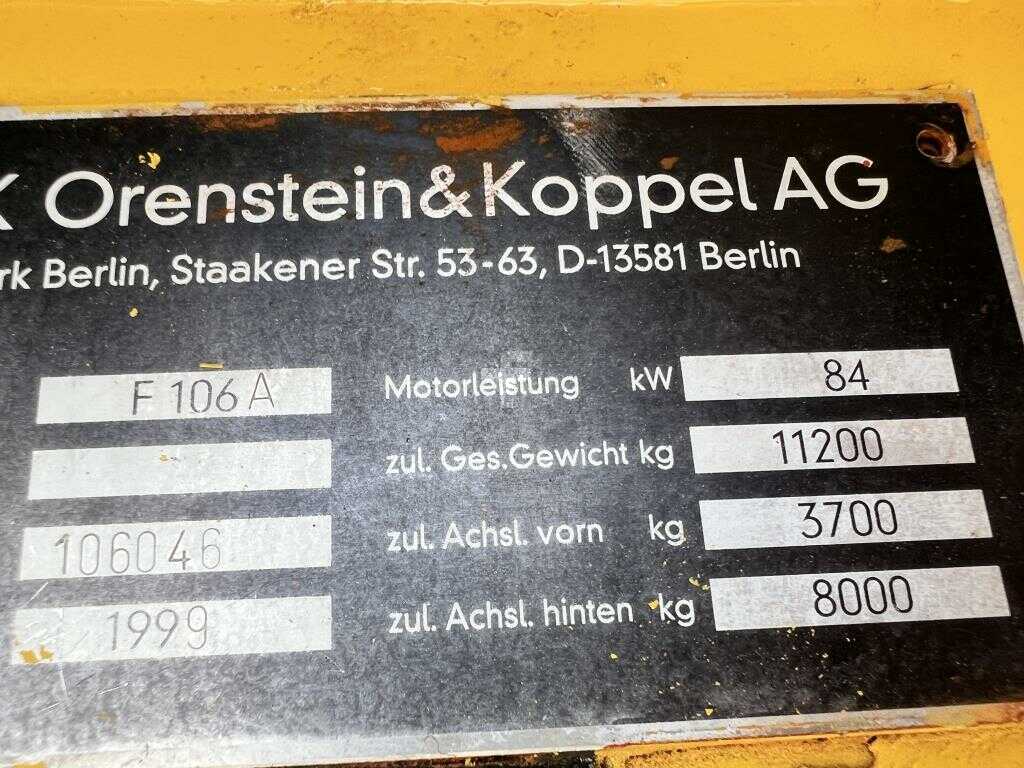 K Orenstein&Koppel AG
rk Berlin, Staakener Str. 53-63, D-13581 Berlin
F 106 A Motorleistung kW 84
zul. Ges.Gewicht kg 11200
106046 zul. Achsl. vorn kg 3700
1999 zul. Achsl. hinten kg 8000